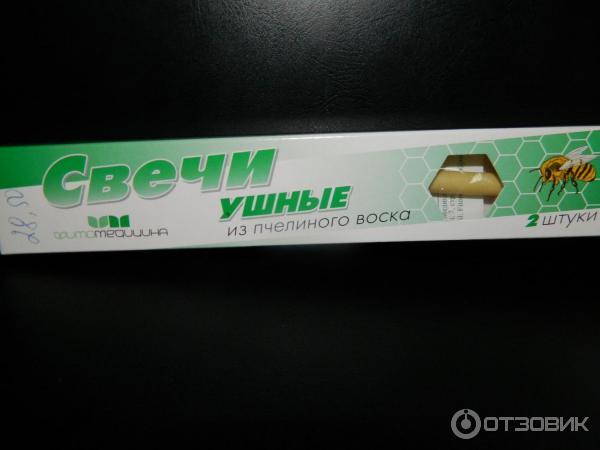 Свечи
ушные
из пчелиного воска
фитомедицина
2 штуки
28,50
ОТЗОВИК